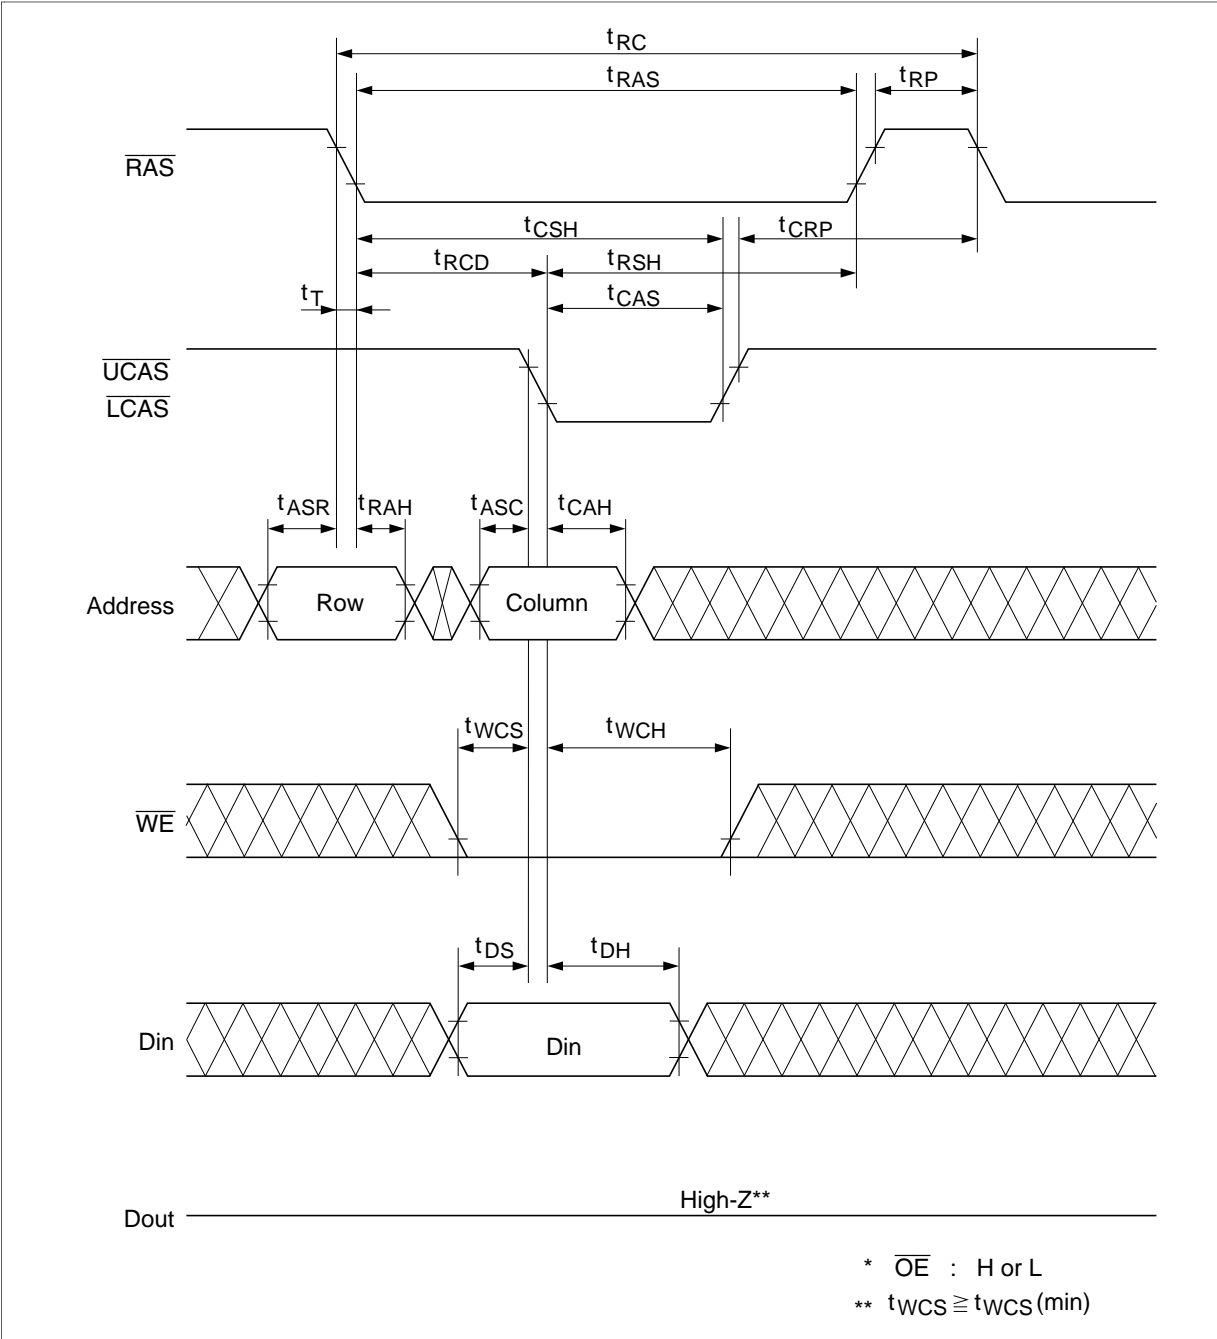 tRC
tRAS
tRP
RAS
tCSH
tCRP
tRCD
tRSH
tT
tCAS
UCAS
LCAS
tASR
tRAH
tASC
tCAH
Address
Row
Column
tWCS
tWCH
WE
tDS
tDH
Din
Din
High-Z**
Dout
* OE : H or L
** tWCS ≧ tWCS(min)